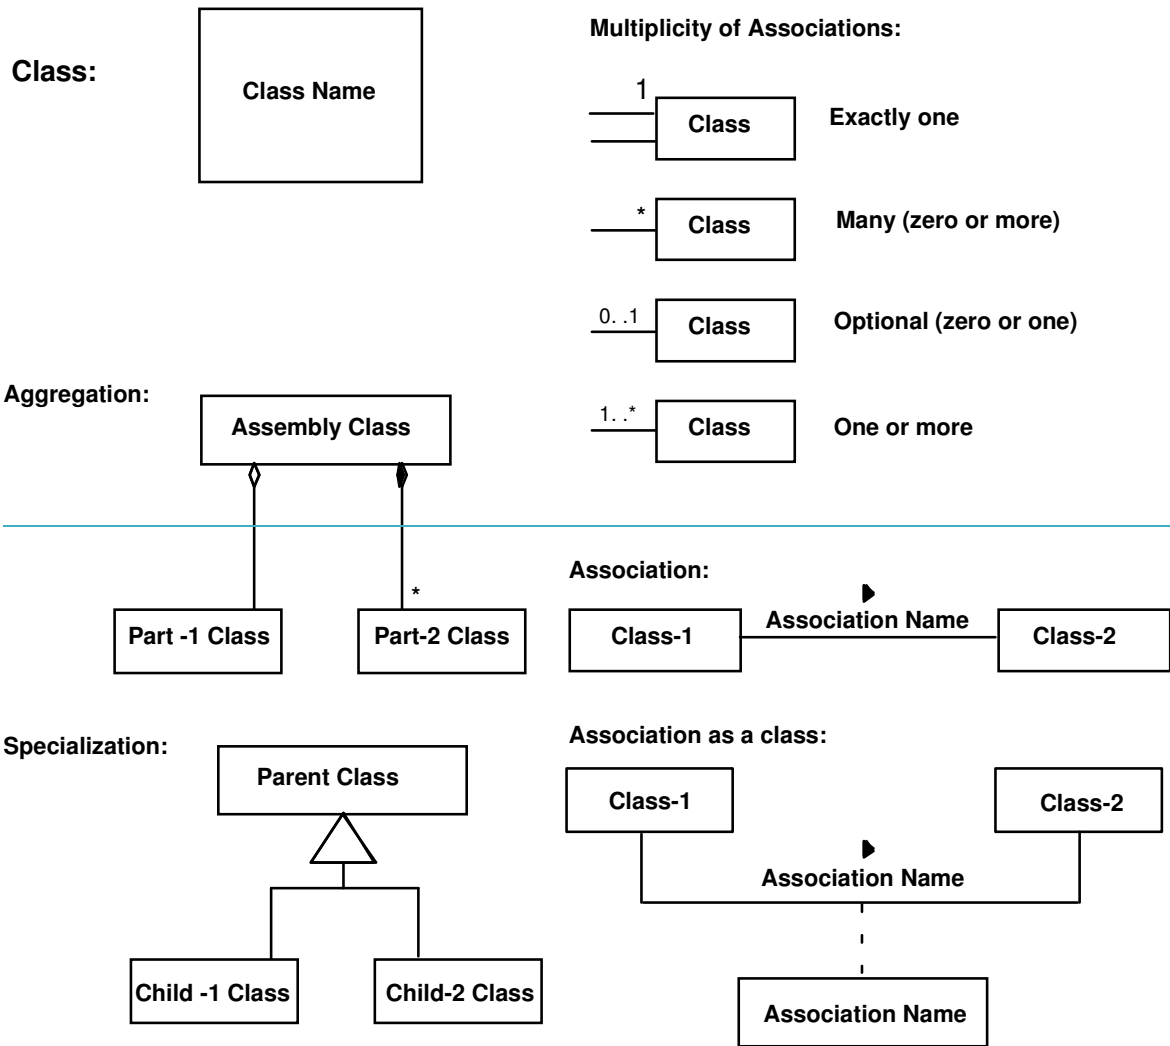 Class:
Class Name
Multiplicity of Associations:
1
Class
Exactly one
*
Class
Many (zero or more)
0. .1
Class
Optional (zero or one)
1. .*
Class
One or more
Aggregation:
Assembly Class
*
Part -1 Class
Part-2 Class
Association:
Association Name
Class-1
Class-2
Specialization:
Parent Class
Child -1 Class
Child-2 Class
Association as a class:
Class-1
Class-2
Association Name
Association Name